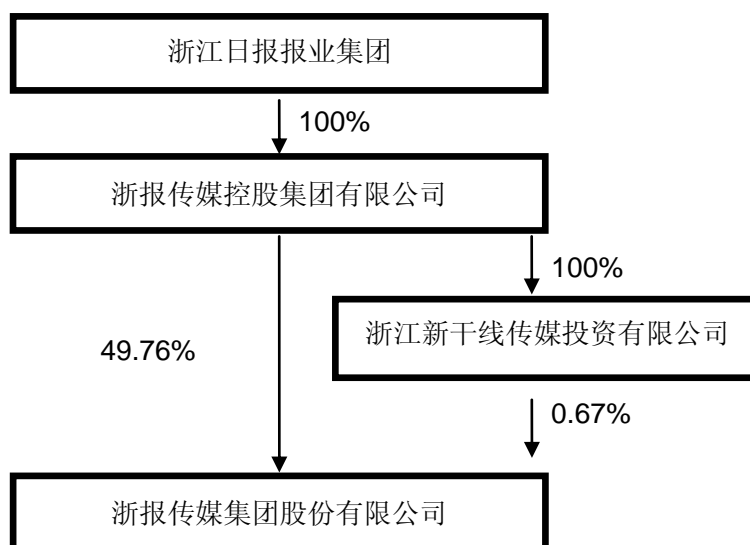 浙江日报报业集团
100%
浙报传媒控股集团有限公司
100%
浙江新干线传媒投资有限公司
49.76%
0.67%
浙报传媒集团股份有限公司